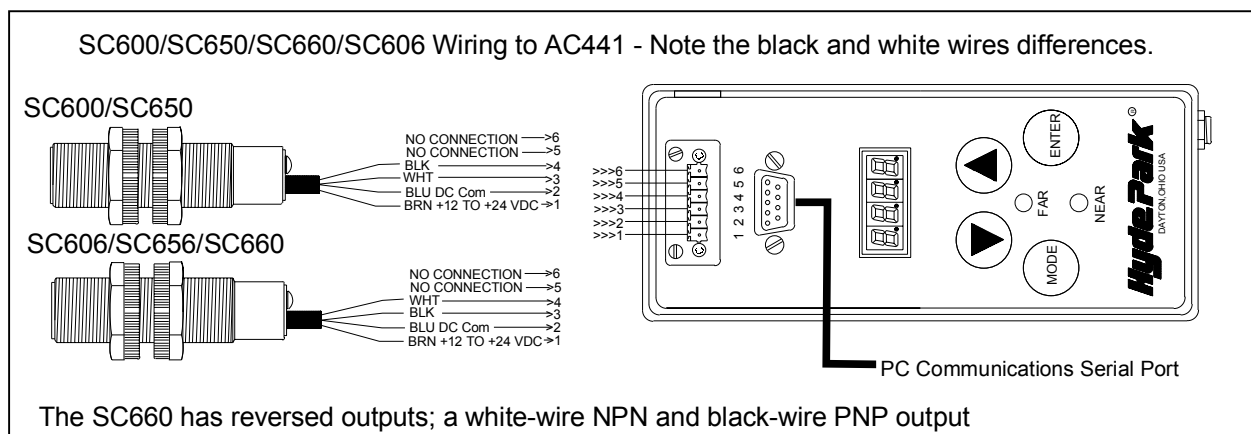 SC600/SC650/SC660/SC606 Wiring to AC441 - Note the black and white wires differences.
SC600/SC650
NO CONNECTION >6
NO CONNECTION >5
BLK >4
WHT >3
BLU DC Com >2
BRN +12 TO +24 VDC >1
SC606/SC656/SC660
NO CONNECTION >6
NO CONNECTION >5
WHT >4
BLK >3
BLU DC Com >2
BRN +12 TO +24 VDC >1
>>>6
>>>5
>>>4
>>>3
>>>2
>>>1
1 2 3 4 5 6
8.8.8.8.
ENTER
MODE
FAR
NEAR
HydePark®
DAYTON,OHIO USA
PC Communications Serial Port
The SC660 has reversed outputs; a white-wire NPN and black-wire PNP output